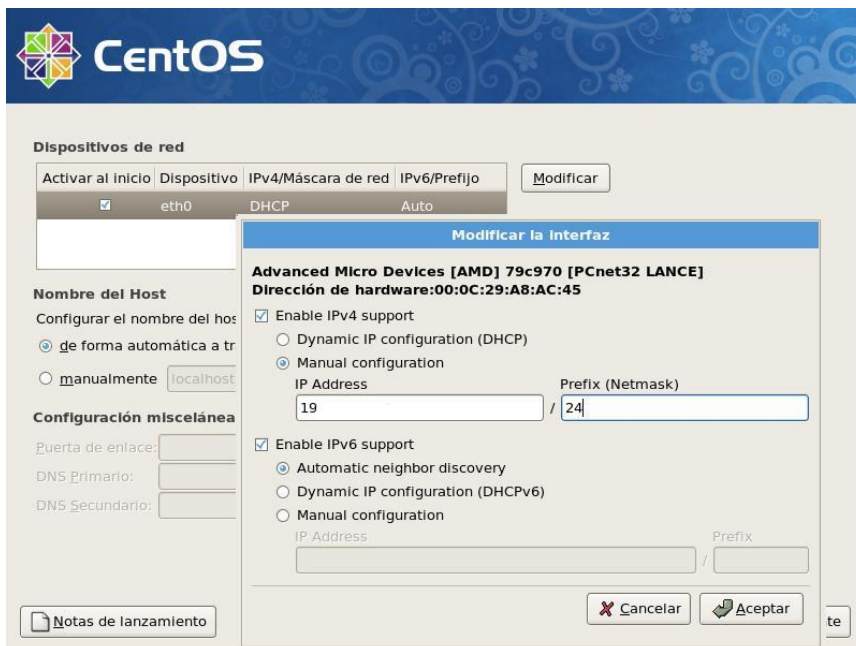 CentOS
Dispositivos de red
Activar al inicio Dispositivo IPv4/Máscara de red IPv6/Prefijo Modificar
eth0 DHCP Auto
Modificar la interfaz
Advanced Micro Devices [AMD] 79c970 [PCnet32 LANCE]
Dirección de hardware:00:0C:29:A8:AC:45
Nombre del Host
Configurar el nombre del hos
de forma automática a tr
manualmente localhost
Enable IPv4 support
Dynamic IP configuration (DHCP)
Manual configuration
IP Address Prefix (Netmask)
19 / 24
Configuración miscelánea
Puerta de enlace:
DNS Primario:
DNS Secundario:
Enable IPv6 support
Automatic neighbor discovery
Dynamic IP configuration (DHCPv6)
Manual configuration
IP Address Prefix
/
Cancelar Aceptar
Notas de lanzamiento te